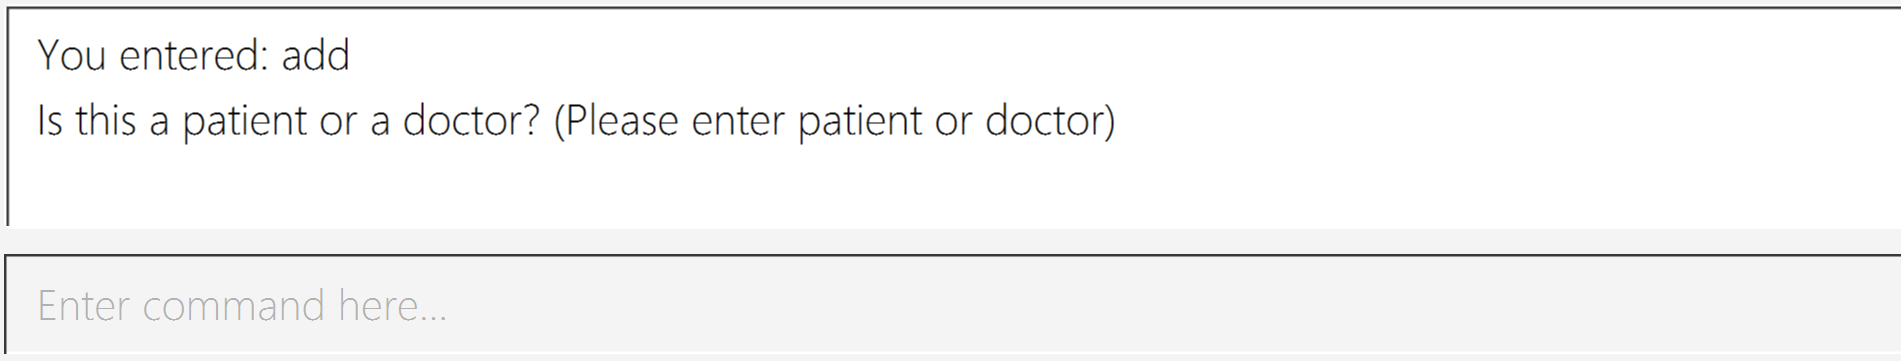 You entered: add
Is this a patient or a doctor? (Please enter patient or doctor)
Enter command here...